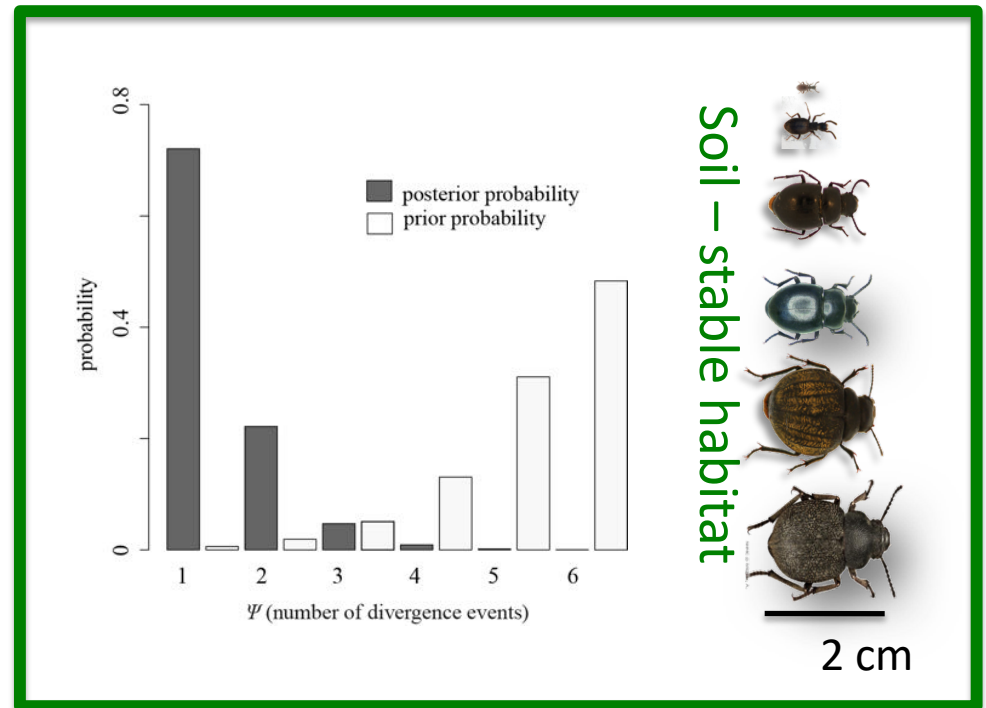 0.8
0.4
0
probability
posterior probability
prior probability
1 2 3 4 5 6
Ψ (number of divergence events)
Soil – stable habitat
2 cm